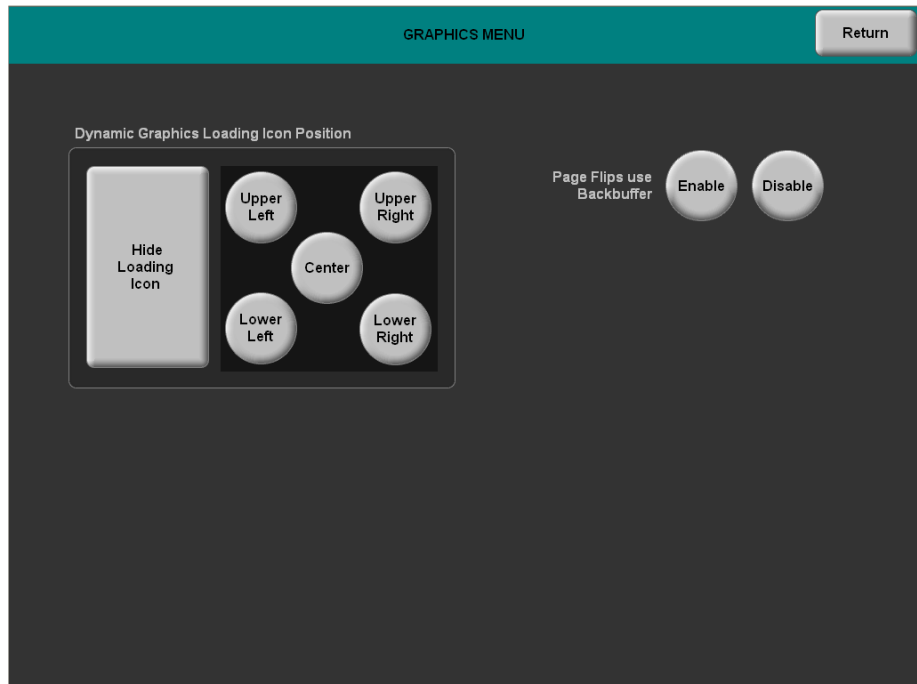 GRAPHICS MENU
Return
Dynamic Graphics Loading Icon Position
Hide
Loading
Icon
Upper
Left
Upper
Right
Center
Lower
Left
Lower
Right
Page Flips use
Backbuffer
Enable
Disable